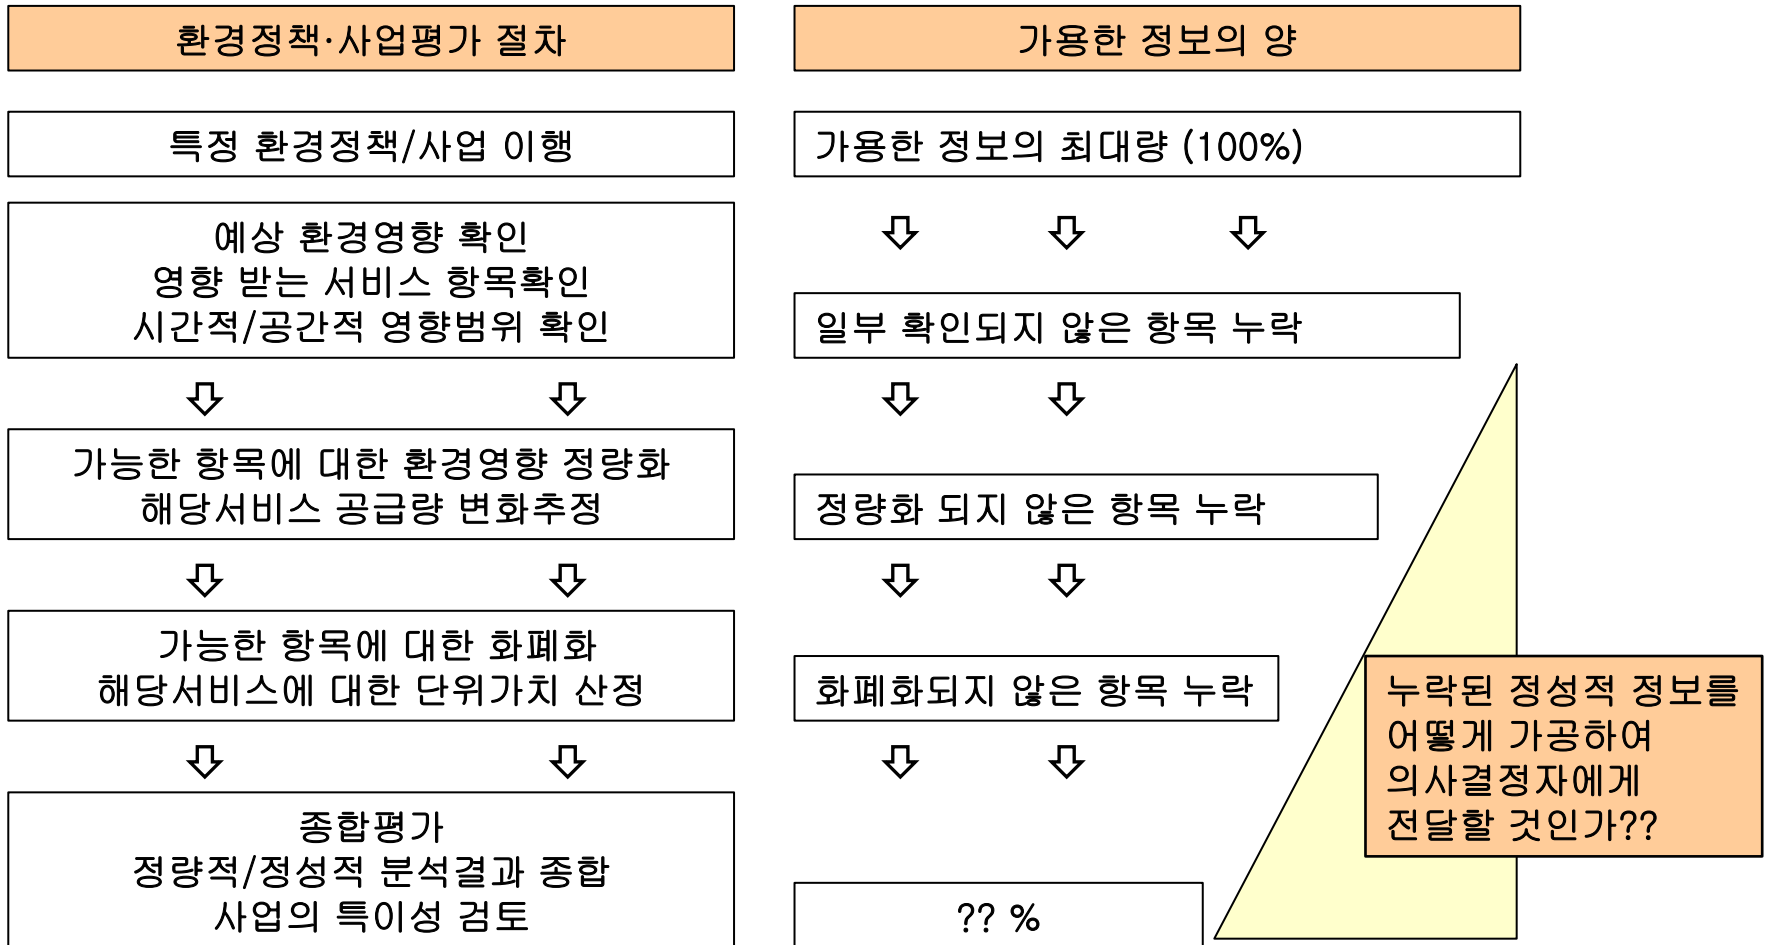 환경정책·사업평가 절차
가용한 정보의 양
특정 환경정책/사업 이행
가용한 정보의 최대량 (100%)
예상 환경영향 확인
영향 받는 서비스 항목확인
시간적/공간적 영향범위 확인
일부 확인되지 않은 항목 누락
가능한 항목에 대한 환경영향 정량화
해당서비스 공급량 변화추정
정량화 되지 않은 항목 누락
가능한 항목에 대한 화폐화
해당서비스에 대한 단위가치 산정
화폐화되지 않은 항목 누락
누락된 정성적 정보를
어떻게 가공하여
의사결정자에게
전달할 것인가??
종합평가
정량적/정성적 분석결과 종합
사업의 특이성 검토
?? %